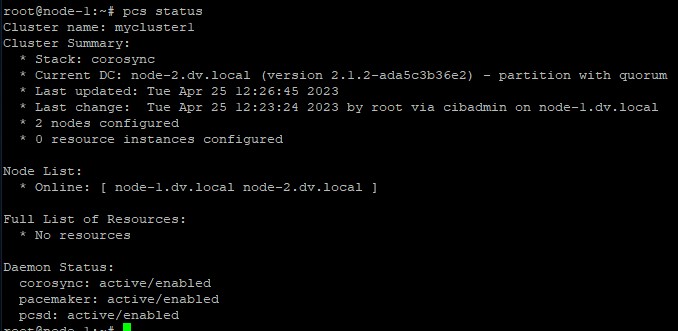 root@node-1:~# pcs status
Cluster name: mycluster1
Cluster Summary:
  * Stack: corosync
  * Current DC: node-2.dv.local (version 2.1.2-ada5c3b36e2) - partition with quorum
  * Last updated: Tue Apr 25 12:26:45 2023
  * Last change:  Tue Apr 25 12:23:24 2023 by root via cibadmin on node-1.dv.local
  * 2 nodes configured
  * 0 resource instances configured

Node List:
  * Online: [ node-1.dv.local node-2.dv.local ]

Full List of Resources:
  * No resources

Daemon Status:
  corosync: active/enabled
  pacemaker: active/enabled
  pcsd: active/enabled
root@node-1:~#